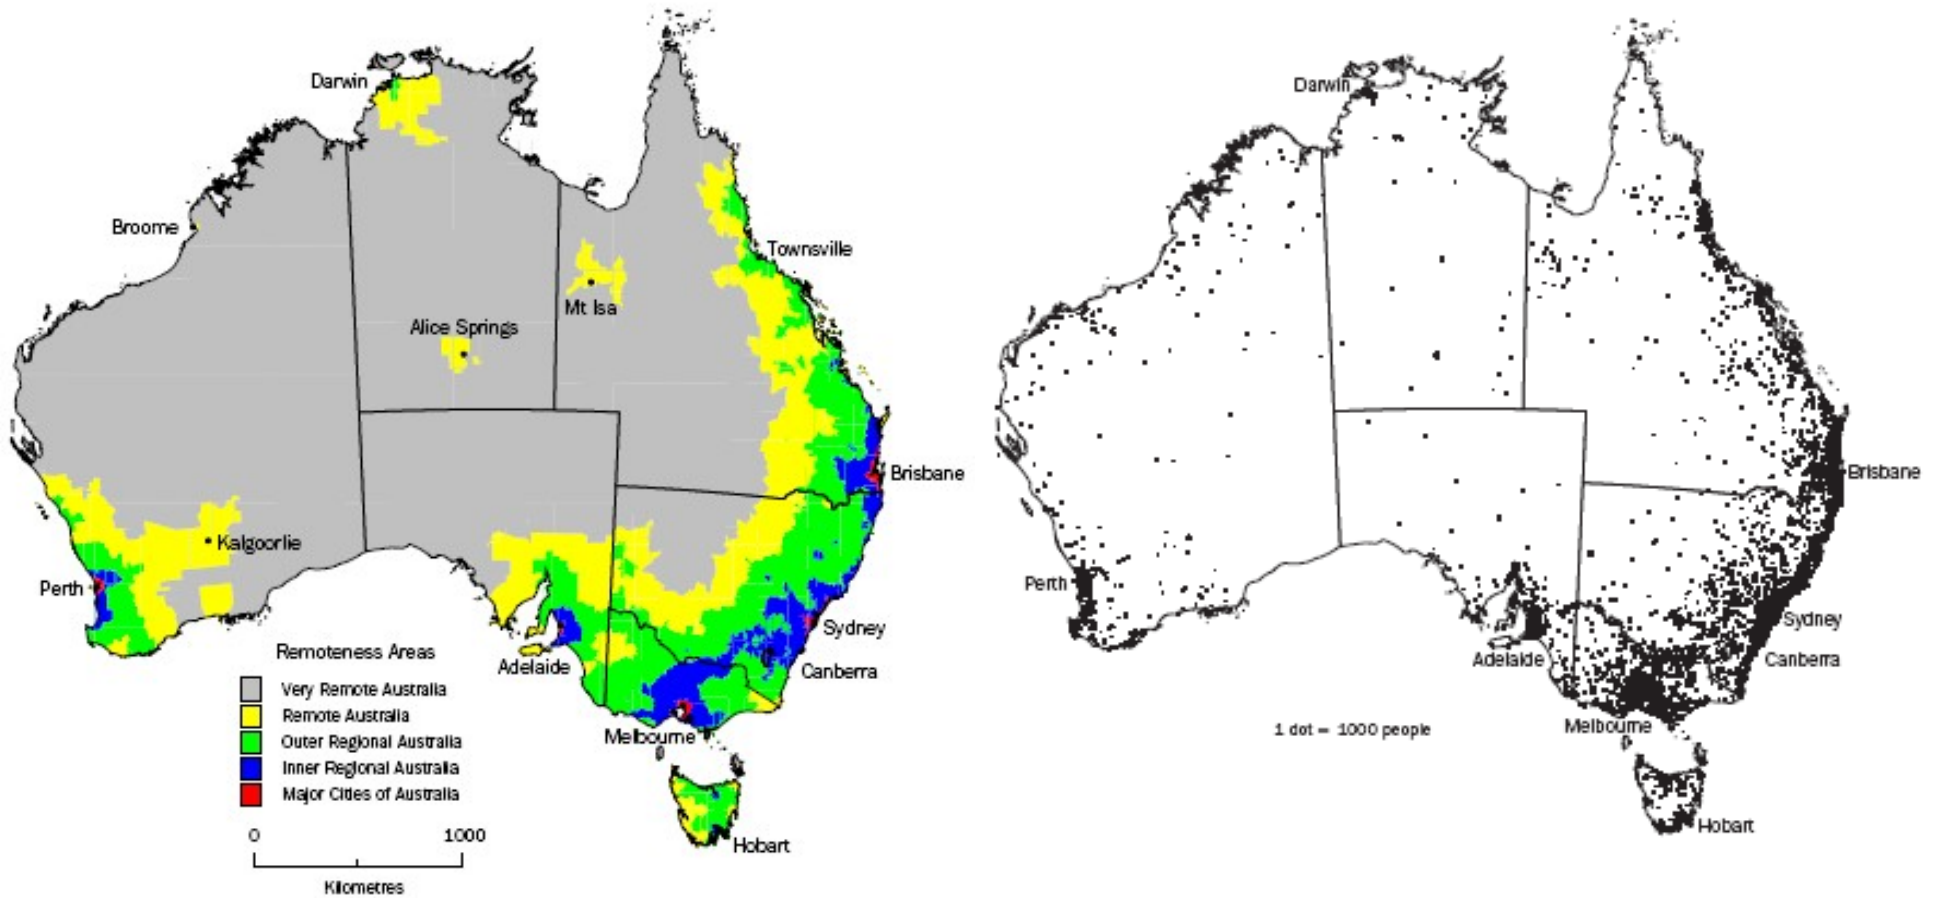 Darwin
Broome
Townsville
Mt Isa
Alice Springs
Brisbane
Kalgoorlie
Perth
Sydney
Adelaide
Canberra
Melbourne
Hobart
Remoteness Areas
Very Remote Australia
Remote Australia
Outer Regional Australia
Inner Regional Australia
Major Cities of Australia
0 1000
Kilometres
Darwin
Brisbane
Perth
Sydney
Adelaide
Canberra
Melbourne
1 dot = 1000 people
Hobart